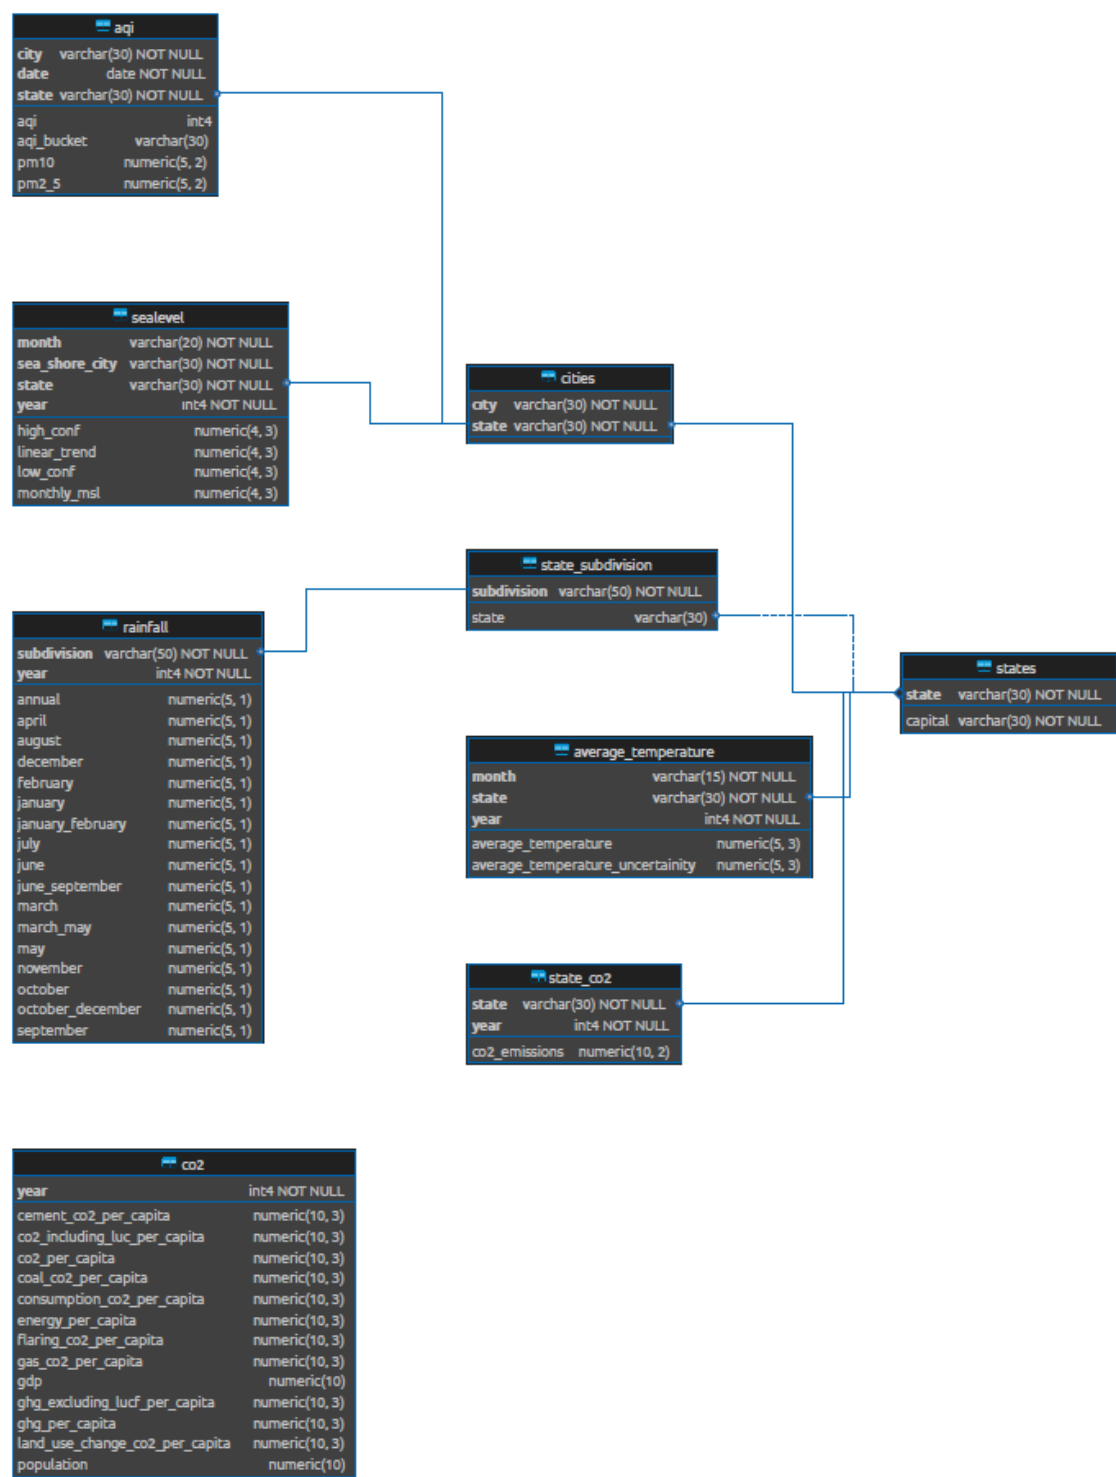 aqi
city varchar(30) NOT NULL
date date NOT NULL
state varchar(30) NOT NULL
aqi int4
aqi_bucket varchar(30)
pm10 numeric(5, 2)
pm2_5 numeric(5, 2)
sealevel
month varchar(20) NOT NULL
sea_shore_city varchar(30) NOT NULL
state varchar(30) NOT NULL
year int4 NOT NULL
high_conf numeric(4, 3)
linear_trend numeric(4, 3)
low_conf numeric(4, 3)
monthly_msl numeric(4, 3)
cities
city varchar(30) NOT NULL
state varchar(30) NOT NULL
state_subdivision
subdivision varchar(50) NOT NULL
state varchar(30)
rainfall
subdivision varchar(50) NOT NULL
year int4 NOT NULL
annual numeric(5, 1)
april numeric(5, 1)
august numeric(5, 1)
december numeric(5, 1)
february numeric(5, 1)
january numeric(5, 1)
january_february numeric(5, 1)
july numeric(5, 1)
june numeric(5, 1)
june_september numeric(5, 1)
march numeric(5, 1)
march_may numeric(5, 1)
may numeric(5, 1)
november numeric(5, 1)
october numeric(5, 1)
october_december numeric(5, 1)
september numeric(5, 1)
states
state varchar(30) NOT NULL
capital varchar(30) NOT NULL
average_temperature
month varchar(15) NOT NULL
state varchar(30) NOT NULL
year int4 NOT NULL
average_temperature numeric(5, 3)
average_temperature_uncertainity numeric(5, 3)
state_co2
state varchar(30) NOT NULL
year int4 NOT NULL
co2_emissions numeric(10, 2)
co2
year int4 NOT NULL
cement_co2_per_capita numeric(10, 3)
co2_including_luc_per_capita numeric(10, 3)
co2_per_capita numeric(10, 3)
coal_co2_per_capita numeric(10, 3)
consumption_co2_per_capita numeric(10, 3)
energy_per_capita numeric(10, 3)
flaring_co2_per_capita numeric(10, 3)
gas_co2_per_capita numeric(10, 3)
gdp numeric(10)
ghg_excluding_lucf_per_capita numeric(10, 3)
ghg_per_capita numeric(10, 3)
land_use_change_co2_per_capita numeric(10, 3)
population numeric(10)